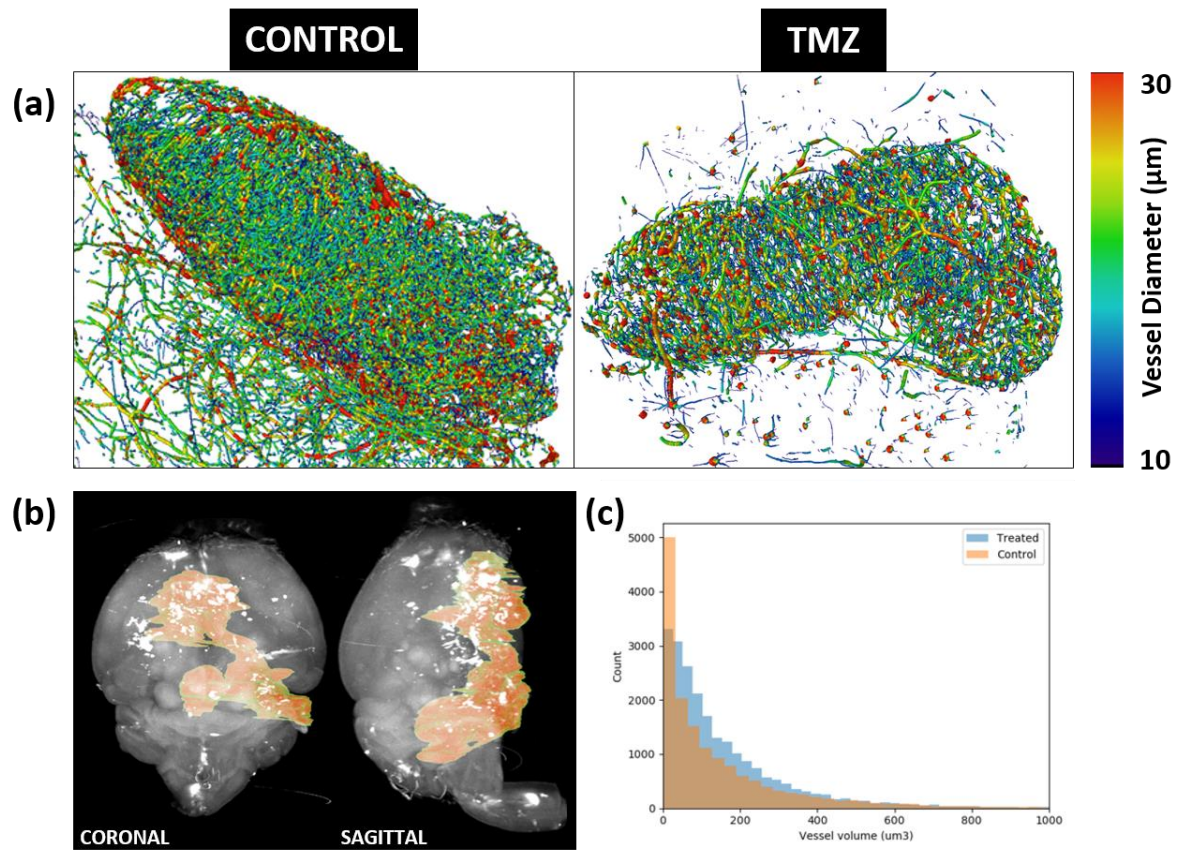 CONTROL
TMZ
(a)
30
Vessel Diameter (µm)
10
(b)
CORONAL
SAGITTAL
(c)
5000
4000
3000
2000
1000
0
Count
Treated
Control
0
200
400
600
800
1000
Vessel volume (um3)